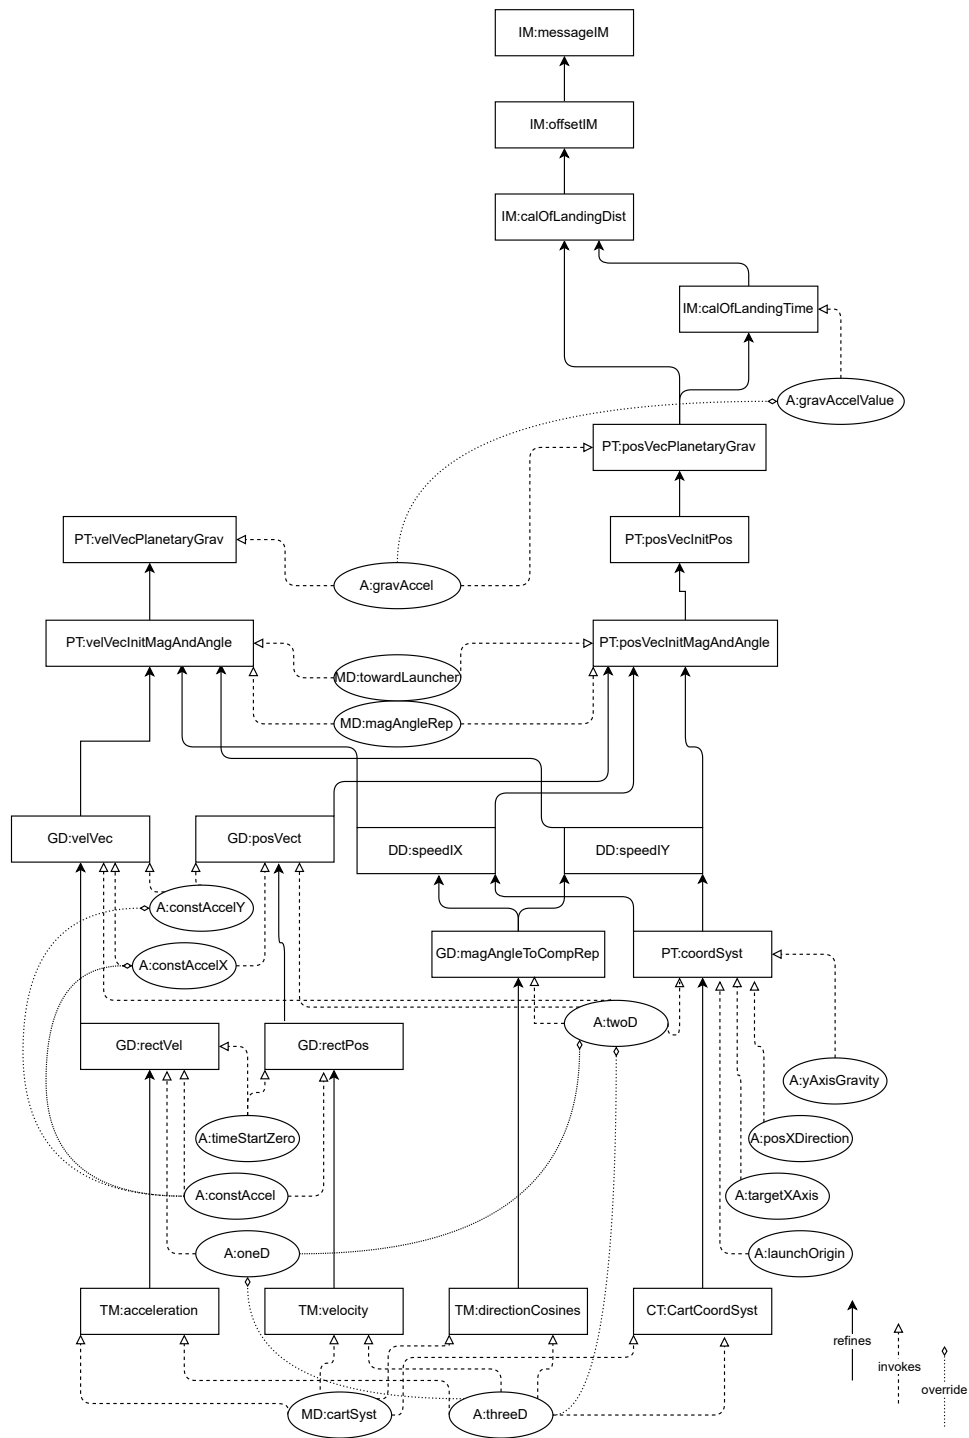 IM:messageIM
IM:offsetIM
IM:calOfLandingDist
IM:calOfLandingTime
A:gravAccelValue
PT:posVecPlanetaryGrav
PT:velVecPlanetaryGrav
PT:posVecInitPos
A:gravAccel
PT:velVecInitMagAndAngle
PT:posVecInitMagAndAngle
MD:towardLauncher
MD:magAngleRep
GD:velVec
GD:posVect
DD:speedIX
DD:speedIY
A:constAccelY
A:constAccelX
GD:magAngleToCompRep
PT:coordSyst
A:twoD
GD:rectVel
GD:rectPos
A:yAxisGravity
A:timeStartZero
A:posXDirection
A:constAccel
A:targetXAxis
A:oneD
A:launchOrigin
TM:acceleration
TM:velocity
TM:directionCosines
CT:CartCoordSyst
refines
invokes
override
MD:cartSyst
A:threeD